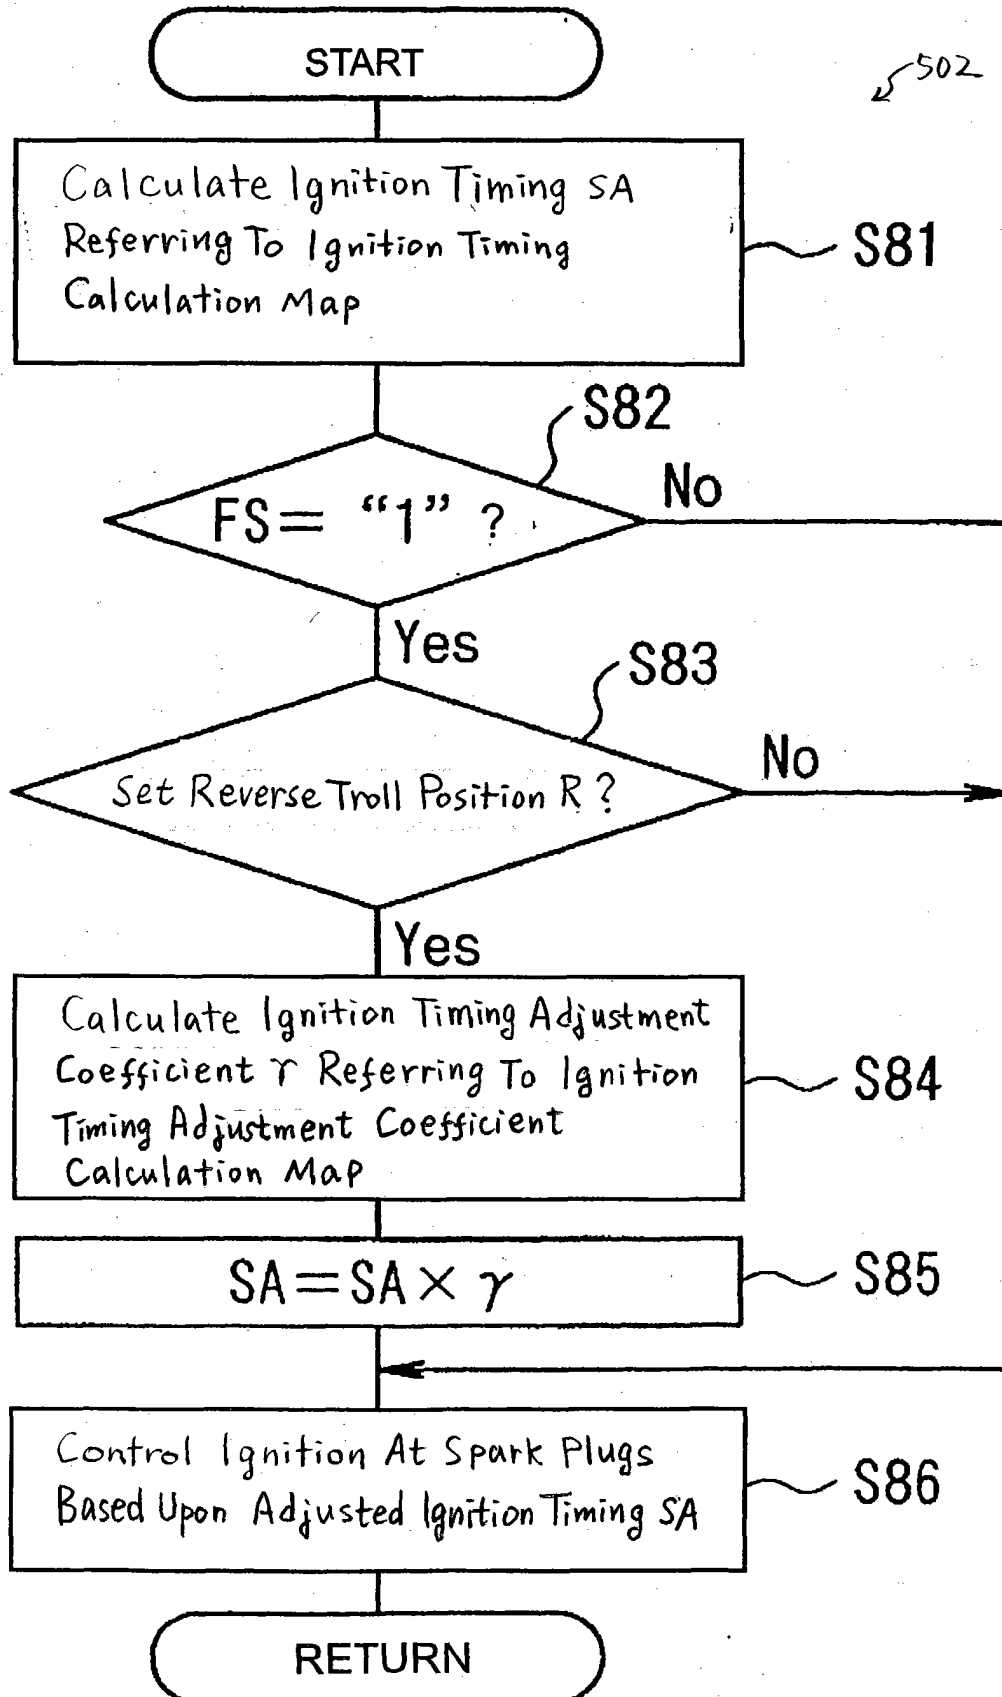 START
502
Calculate Ignition Timing SA
Referring To Ignition Timing
Calculation Map
S81
S82
FS = “1” ?
No
Yes
S83
Set Reverse Troll Position R ?
No
Yes
Calculate Ignition Timing Adjustment
Coefficient γ Referring To Ignition
Timing Adjustment Coefficient
Calculation Map
S84
SA = SA × γ
S85
Control Ignition At Spark Plugs
Based Upon Adjusted Ignition Timing SA
S86
RETURN